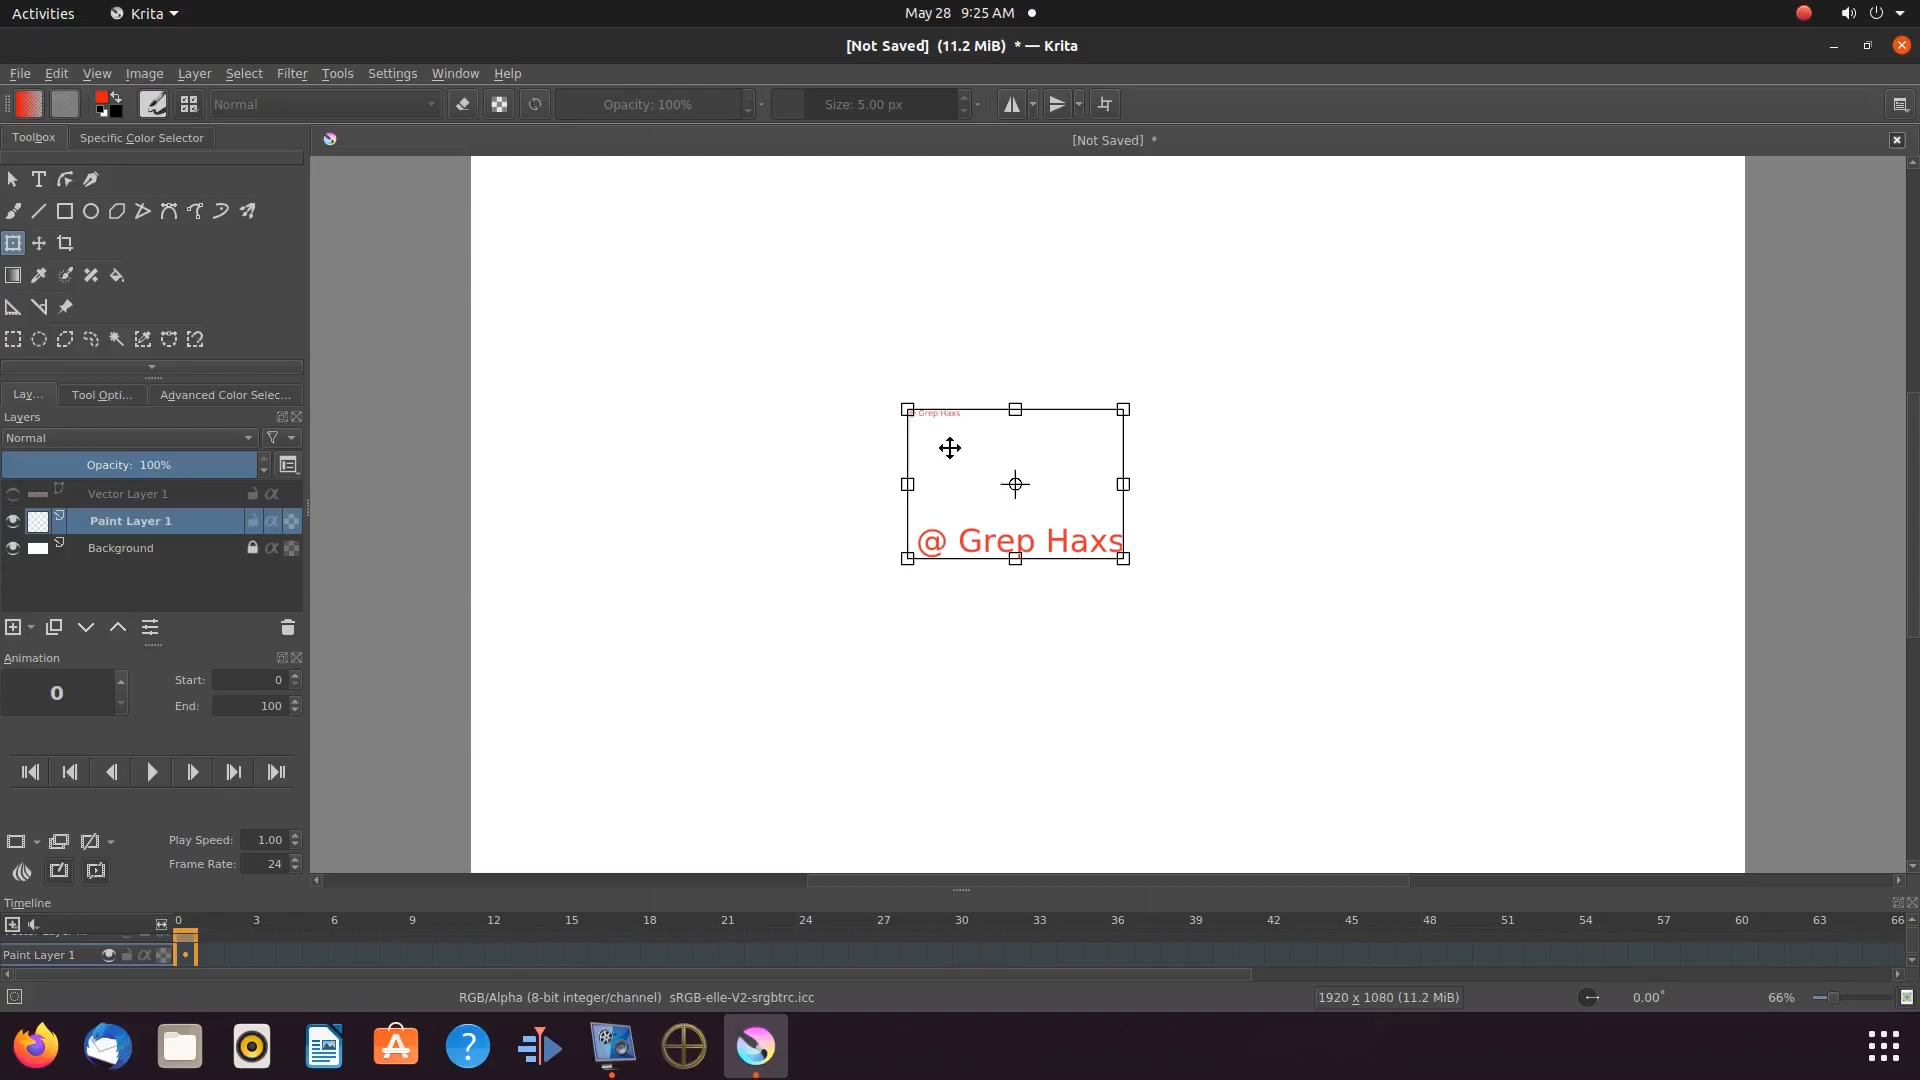 Activities Krita May 28 9:25 AM
[Not Saved] (11.2 MiB) * — Krita
File Edit View Image Layer Select Filter Tools Settings Window Help
Normal Opacity: 100% Size: 5.00 px
Toolbox Specific Color Selector [Not Saved] *
T
Lay... Tool Opti... Advanced Color Selec...
Layers
Normal
Opacity: 100%
Vector Layer 1
Paint Layer 1
Background
@ Grep Haxs
@ Grep Haxs
Animation
0 Start: 0
End: 100
Play Speed: 1.00
Frame Rate: 24
Timeline
0 3 6 9 12 15 18 21 24 27 30 33 36 39 42 45 48 51 54 57 60 63 66
Paint Layer 1
RGB/Alpha (8-bit integer/channel) sRGB-elle-V2-srgbtrc.icc 1920 x 1080 (11.2 MiB) 0.00° 66%